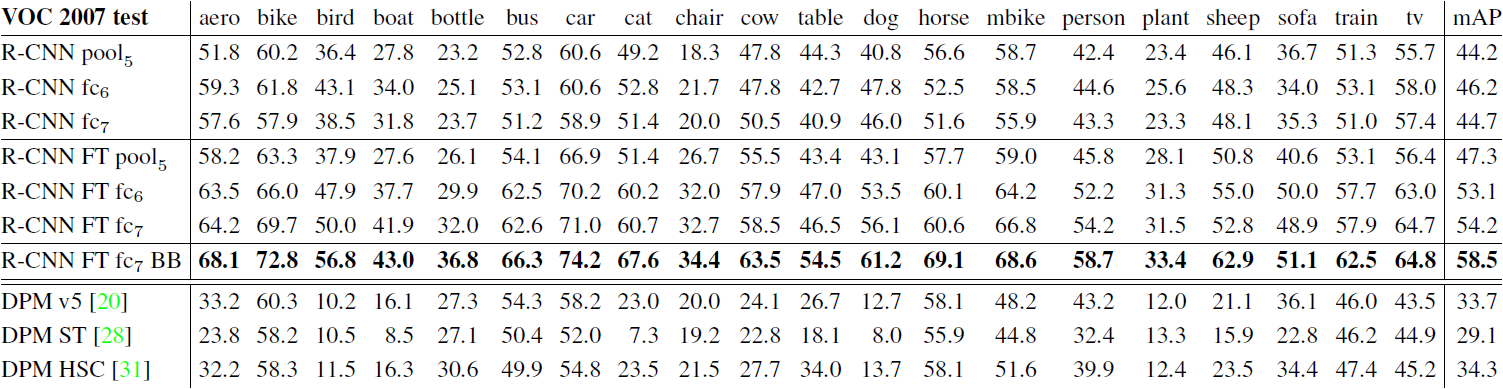 VOC 2007 test aero bike bird boat bottle bus car cat chair cow table dog horse mbike person plant sheep sofa train tv mAP
R-CNN pool5 51.8 60.2 36.4 27.8 23.2 52.8 60.6 49.2 18.3 47.8 44.3 40.8 56.6 58.7 42.4 23.4 46.1 36.7 51.3 55.7 44.2
R-CNN fc6 59.3 61.8 43.1 34.0 25.1 53.1 60.6 52.8 21.7 47.8 42.7 47.8 52.5 58.5 44.6 25.6 48.3 34.0 53.1 58.0 46.2
R-CNN fc7 57.6 57.9 38.5 31.8 23.7 51.2 58.9 51.4 20.0 50.5 40.9 46.0 51.6 55.9 43.3 23.3 48.1 35.3 51.0 57.4 44.7
R-CNN FT pool5 58.2 63.3 37.9 27.6 26.1 54.1 66.9 51.4 26.7 55.5 43.4 43.1 57.7 59.0 45.8 28.1 50.8 40.6 53.1 56.4 47.3
R-CNN FT fc6 63.5 66.0 47.9 37.7 29.9 62.5 70.2 60.2 32.0 57.9 47.0 53.5 60.1 64.2 52.2 31.3 55.0 50.0 57.7 63.0 53.1
R-CNN FT fc7 64.2 69.7 50.0 41.9 32.0 62.6 71.0 60.7 32.7 58.5 46.5 56.1 60.6 66.8 54.2 31.5 52.8 48.9 57.9 64.7 54.2
R-CNN FT fc7 BB 68.1 72.8 56.8 43.0 36.8 66.3 74.2 67.6 34.4 63.5 54.5 61.2 69.1 68.6 58.7 33.4 62.9 51.1 62.5 64.8 58.5
DPM v5 [20] 33.2 60.3 10.2 16.1 27.3 54.3 58.2 23.0 20.0 24.1 26.7 12.7 58.1 48.2 43.2 12.0 21.1 36.1 46.0 43.5 33.7
DPM ST [28] 23.8 58.2 10.5 8.5 27.1 50.4 52.0 7.3 19.2 22.8 18.1 8.0 55.9 44.8 32.4 13.3 15.9 22.8 46.2 44.9 29.1
DPM HSC [31] 32.2 58.3 11.5 16.3 30.6 49.9 54.8 23.5 21.5 27.7 34.0 13.7 58.1 51.6 39.9 12.4 23.5 34.4 47.4 45.2 34.3